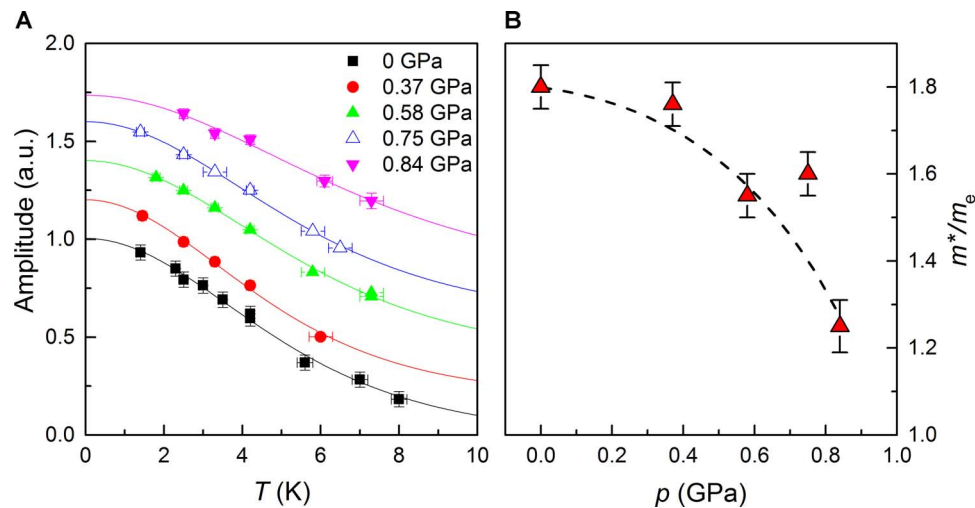 A
B
2.0
1.5
1.0
0.5
0.0
Amplitude (a.u.)
0 GPa
0.37 GPa
0.58 GPa
0.75 GPa
0.84 GPa
0 2 4 6 8 10
T (K)
1.8
1.6
1.4
1.2
1.0
m*/me
0.0 0.2 0.4 0.6 0.8 1.0
p (GPa)